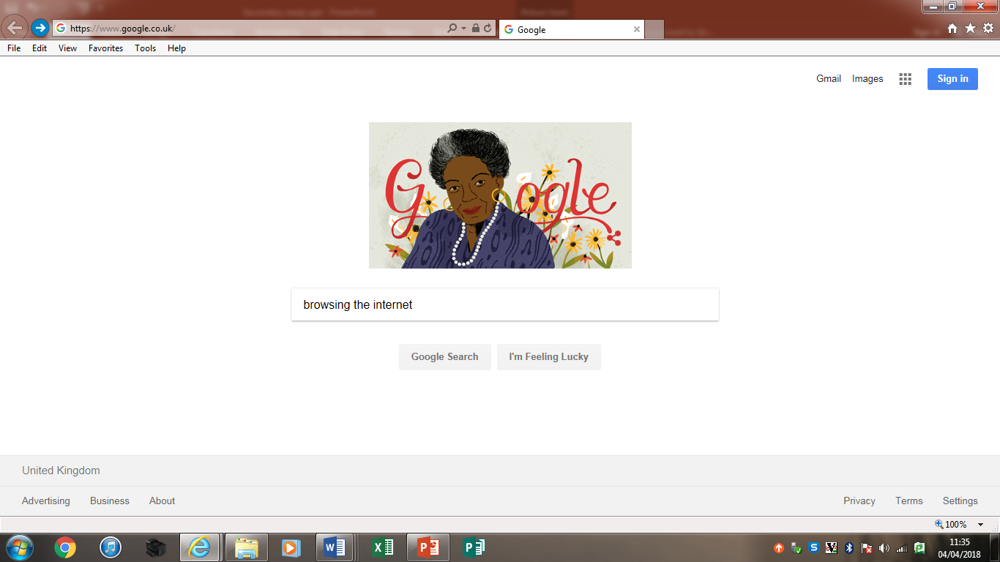 https://www.google.co.uk/
Google
File Edit View Favorites Tools Help
Gmail Images Sign in
Google
browsing the internet
Google Search I'm Feeling Lucky
United Kingdom
Advertising Business About Privacy Terms Settings
100%
11:35
04/04/2018